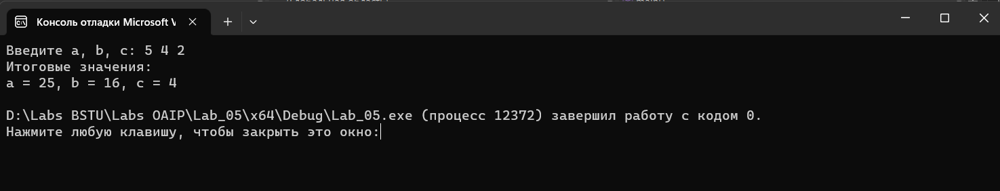 Консоль отладки Microsoft V
Введите a, b, c: 5 4 2
Итоговые значения:
a = 25, b = 16, c = 4
D:\Labs BSTU\Labs OAIP\Lab_05\x64\Debug\Lab_05.exe (процесс 12372) завершил работу с кодом 0.
Нажмите любую клавишу, чтобы закрыть это окно: